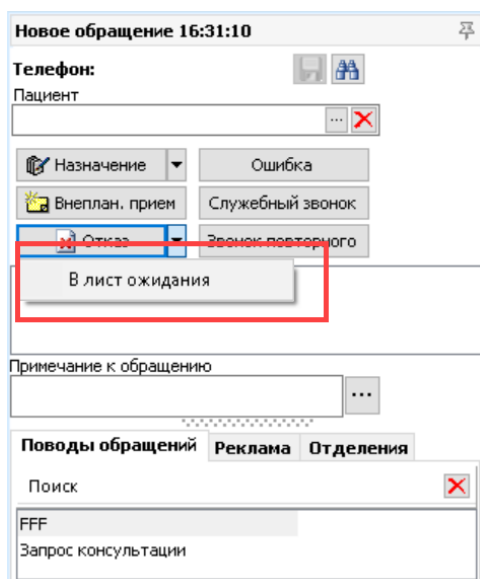 Новое обращение 16:31:10
Телефон:
Пациент
...
Назначение Ошибка
Внеплан. прием Служебный звонок
Отказ Звонок повторного
В лист ожидания
Примечание к обращению
...
Поводы обращений Реклама Отделения
Поиск
FFF
Запрос консультации